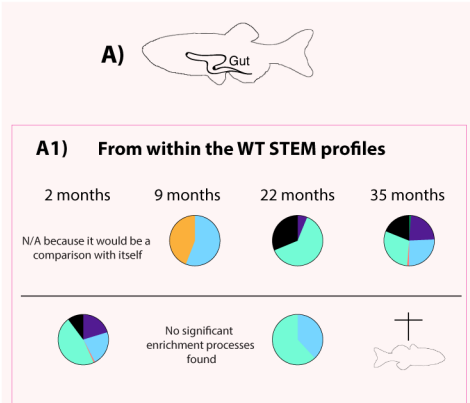 A)
Gut
A1) From within the WT STEM profiles
2 months 9 months 22 months 35 months
N/A because it would be a
comparison with itself
No significant
enrichment processes
found